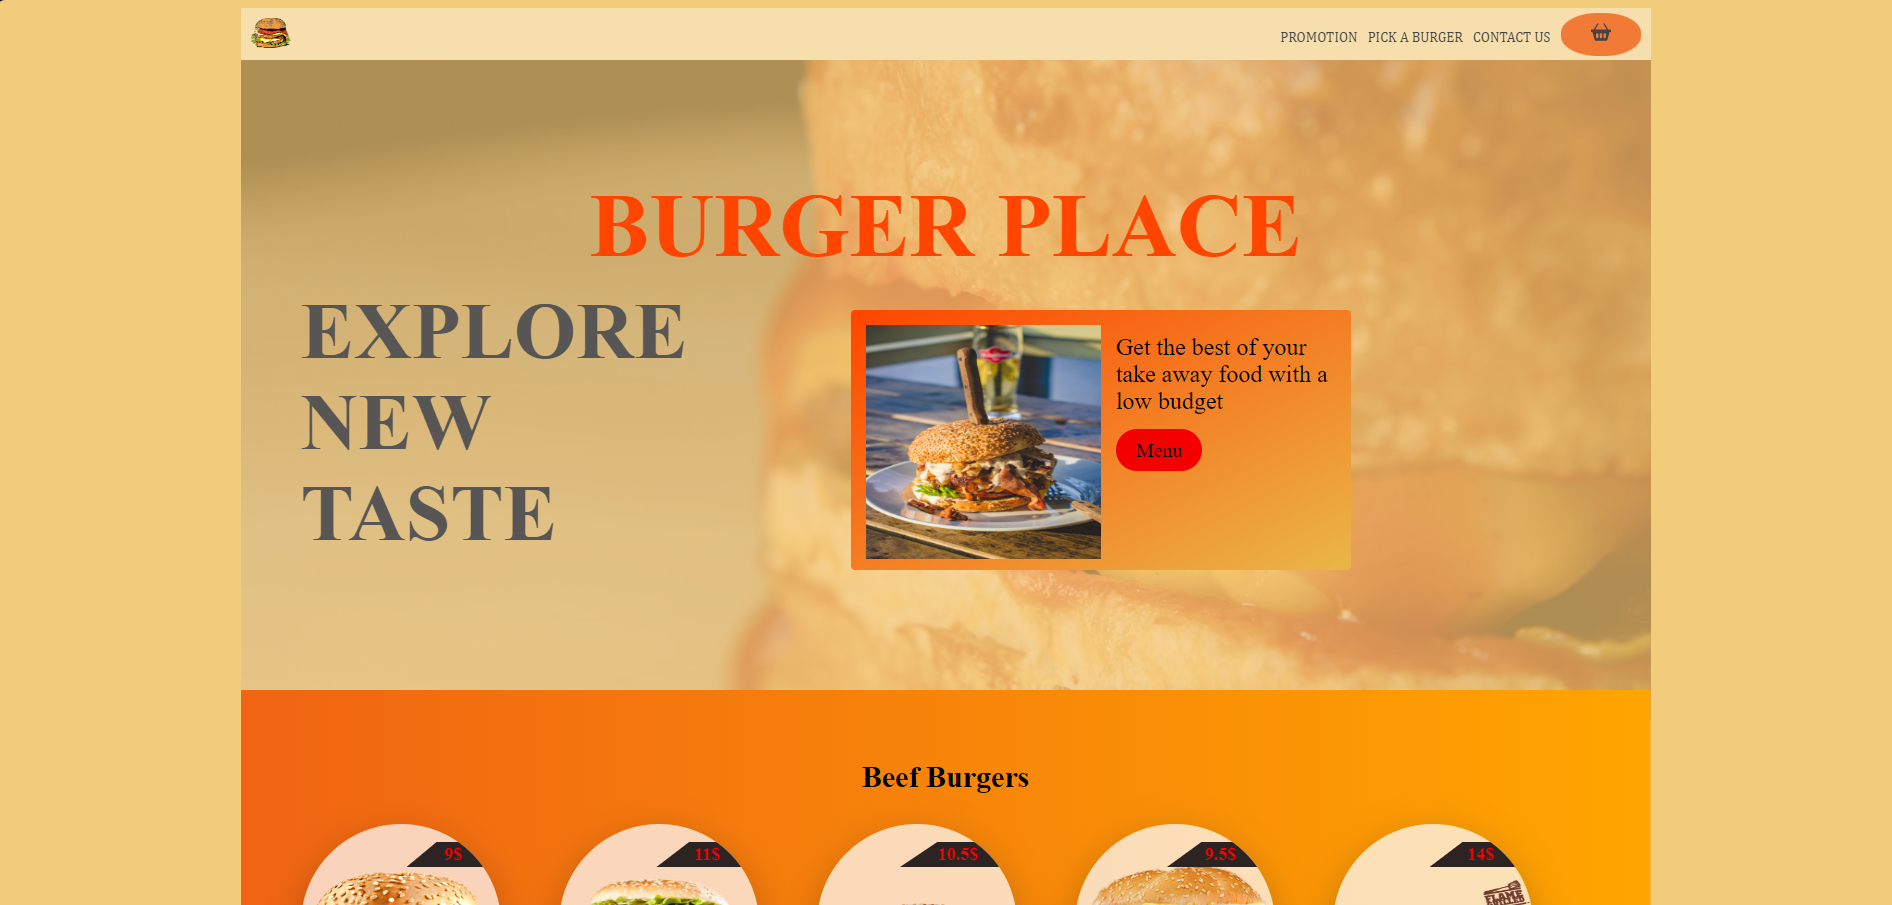 PROMOTION PICK A BURGER CONTACT US
BURGER PLACE
EXPLORE
NEW
TASTE
Get the best of your
take away food with a
low budget
Menu
Beef Burgers
9$ 11$ 10.5$ 9.5$ 14$
FLAME